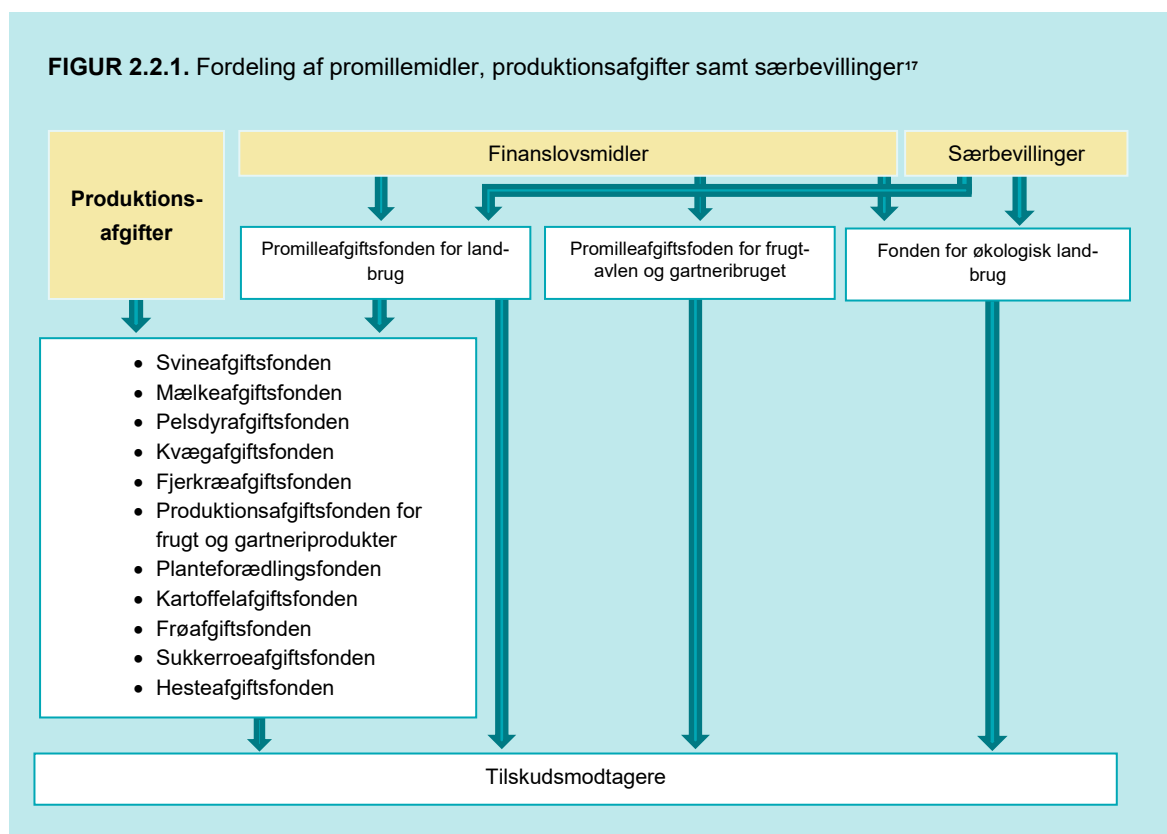 FIGUR 2.2.1. Fordeling af promillemidler, produktionsafgifter samt særbevillinger¹⁷
Produktions-
afgifter
Finanslovsmidler
Særbevillinger
Promilleafgiftsfonden for land-
brug
Promilleafgiftsfoden for frugt-
avlen og gartneribruget
Fonden for økologisk land-
brug
• Svineafgiftsfonden
• Mælkeafgiftsfonden
• Pelsdyrafgiftsfonden
• Kvægafgiftsfonden
• Fjerkræafgiftsfonden
• Produktionsafgiftsfonden for
frugt og gartneriprodukter
• Planteforædlingsfonden
• Kartoffelafgiftsfonden
• Frøafgiftsfonden
• Sukkerroeafgiftsfonden
• Hesteafgiftsfonden
Tilskudsmodtagere